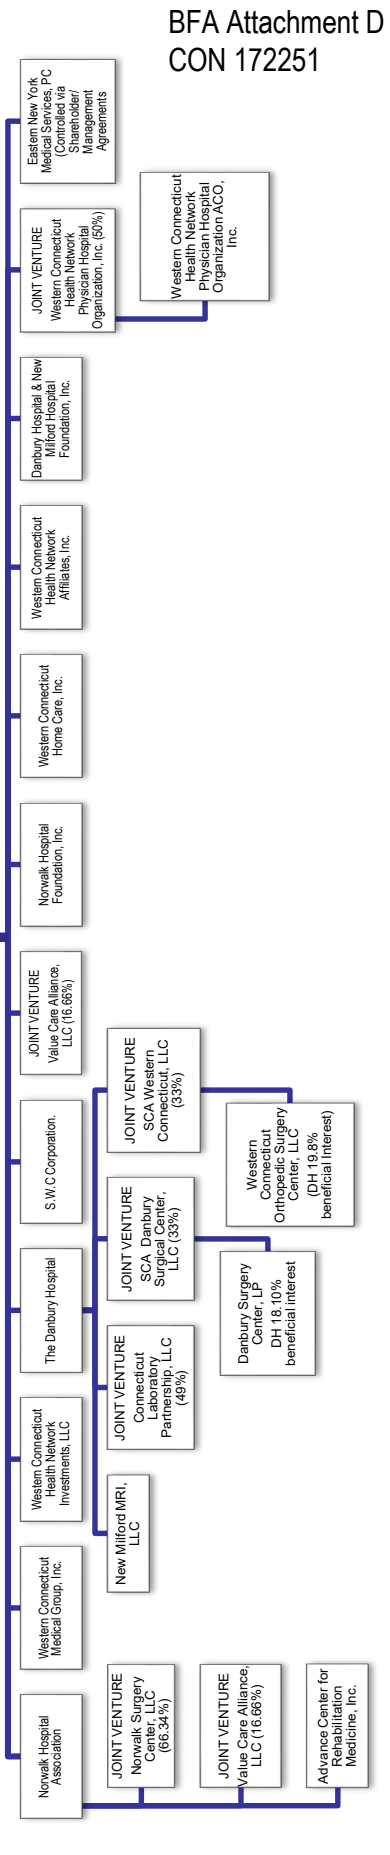 BFA Attachment D
CON 172251
Eastern New York
Medical Services, PC
(Controlled via
Shareholder/
Management
Agreements
JOINT VENTURE
Western Connecticut
Health Network
Physician Hospital
Organization, Inc. (50%)
Western Connecticut
Health Network
Physician Hospital
Organization ACO,
Inc.
Danbury Hospital & New
Milford Hospital
Foundation, Inc.
Western Connecticut
Health Network
Affiliates, Inc.
Western Connecticut
Home Care, Inc.
Norwalk Hospital
Foundation, Inc.
JOINT VENTURE
Value Care Alliance,
LLC (16.66%)
S.W.C Corporation.
The Danbury Hospital
JOINT VENTURE
SCA Western
Connecticut, LLC
(33%)
Western
Connecticut
Orthopedic Surgery
Center, LLC
(DH 19.8%
beneficial Interest)
JOINT VENTURE
SCA Danbury
Surgical Center,
LLC (33%)
Danbury Surgery
Center, LP
DH 18.10%
beneficial interest
JOINT VENTURE
Connecticut
Laboratory
Partnership, LLC
(49%)
New Milford MRI,
LLC
Western Connecticut
Health Network
Investments, LLC
Western Connecticut
Medical Group, Inc.
Norwalk Hospital
Association
JOINT VENTURE
Norwalk Surgery
Center, LLC
(66.34%)
JOINT VENTURE
Value Care Alliance,
LLC (16.66%)
Advance Center for
Rehabilitation
Medicine, Inc.